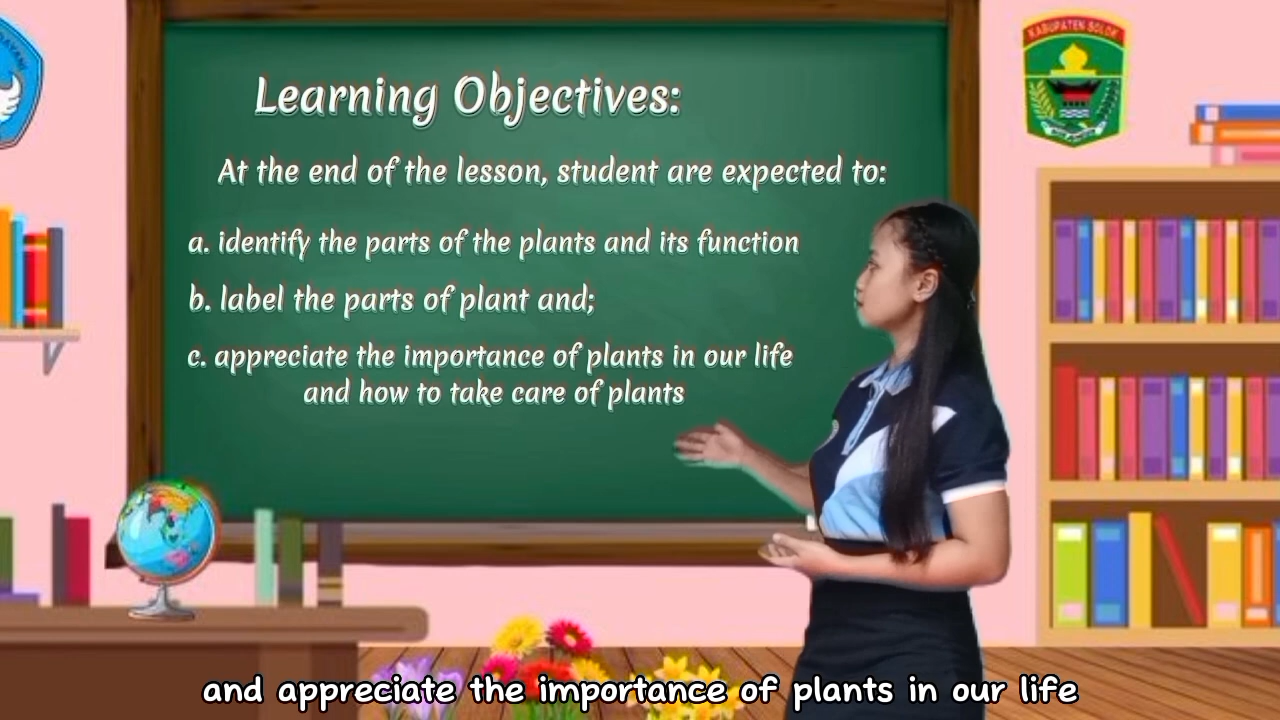 Learning Objectives:
At the end of the lesson, student are expected to:
a. identify the parts of the plants and its function
b. label the parts of plant and;
c. appreciate the importance of plants in our life
and how to take care of plants
KABUPATEN SOLOK
and appreciate the importance of plants in our life